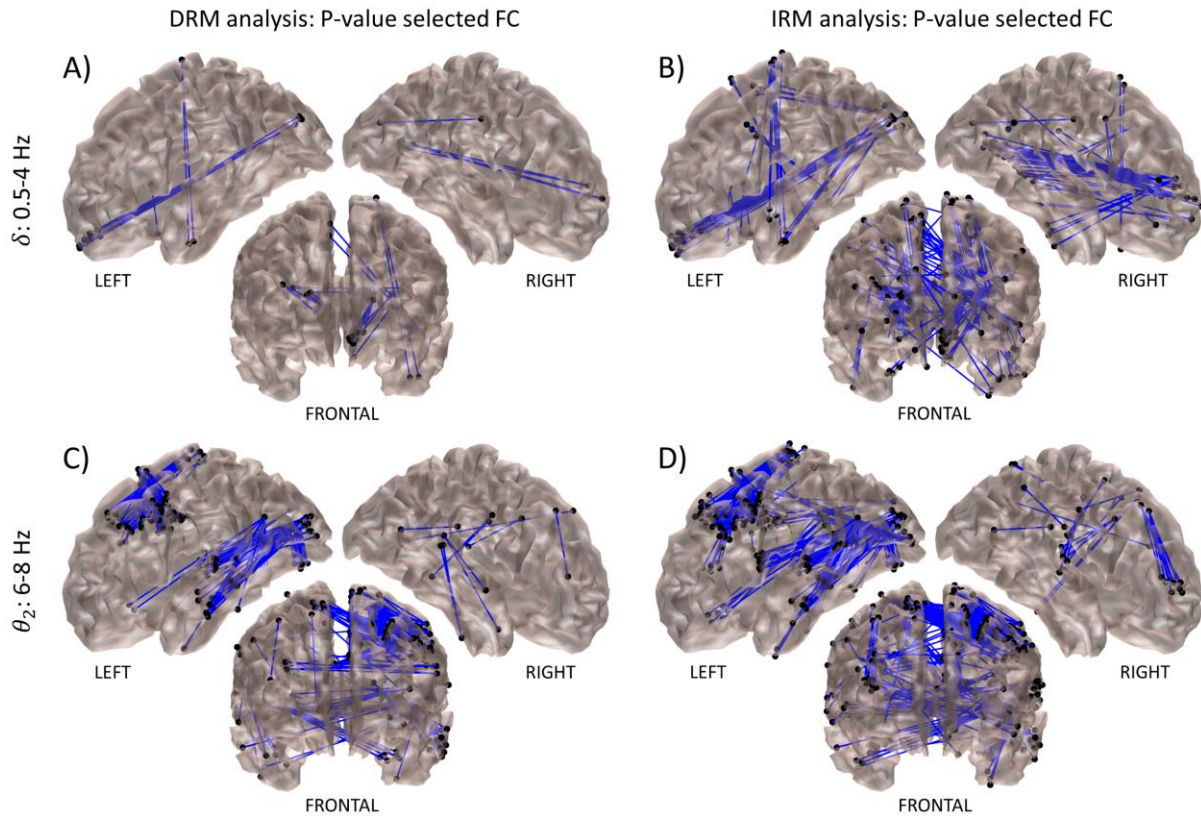 DRM analysis: P-value selected FC
IRM analysis: P-value selected FC
A)
B)
δ: 0.5-4 Hz
LEFT
RIGHT
FRONTAL
LEFT
RIGHT
FRONTAL
C)
D)
θ₂: 6-8 Hz
LEFT
RIGHT
FRONTAL
LEFT
RIGHT
FRONTAL